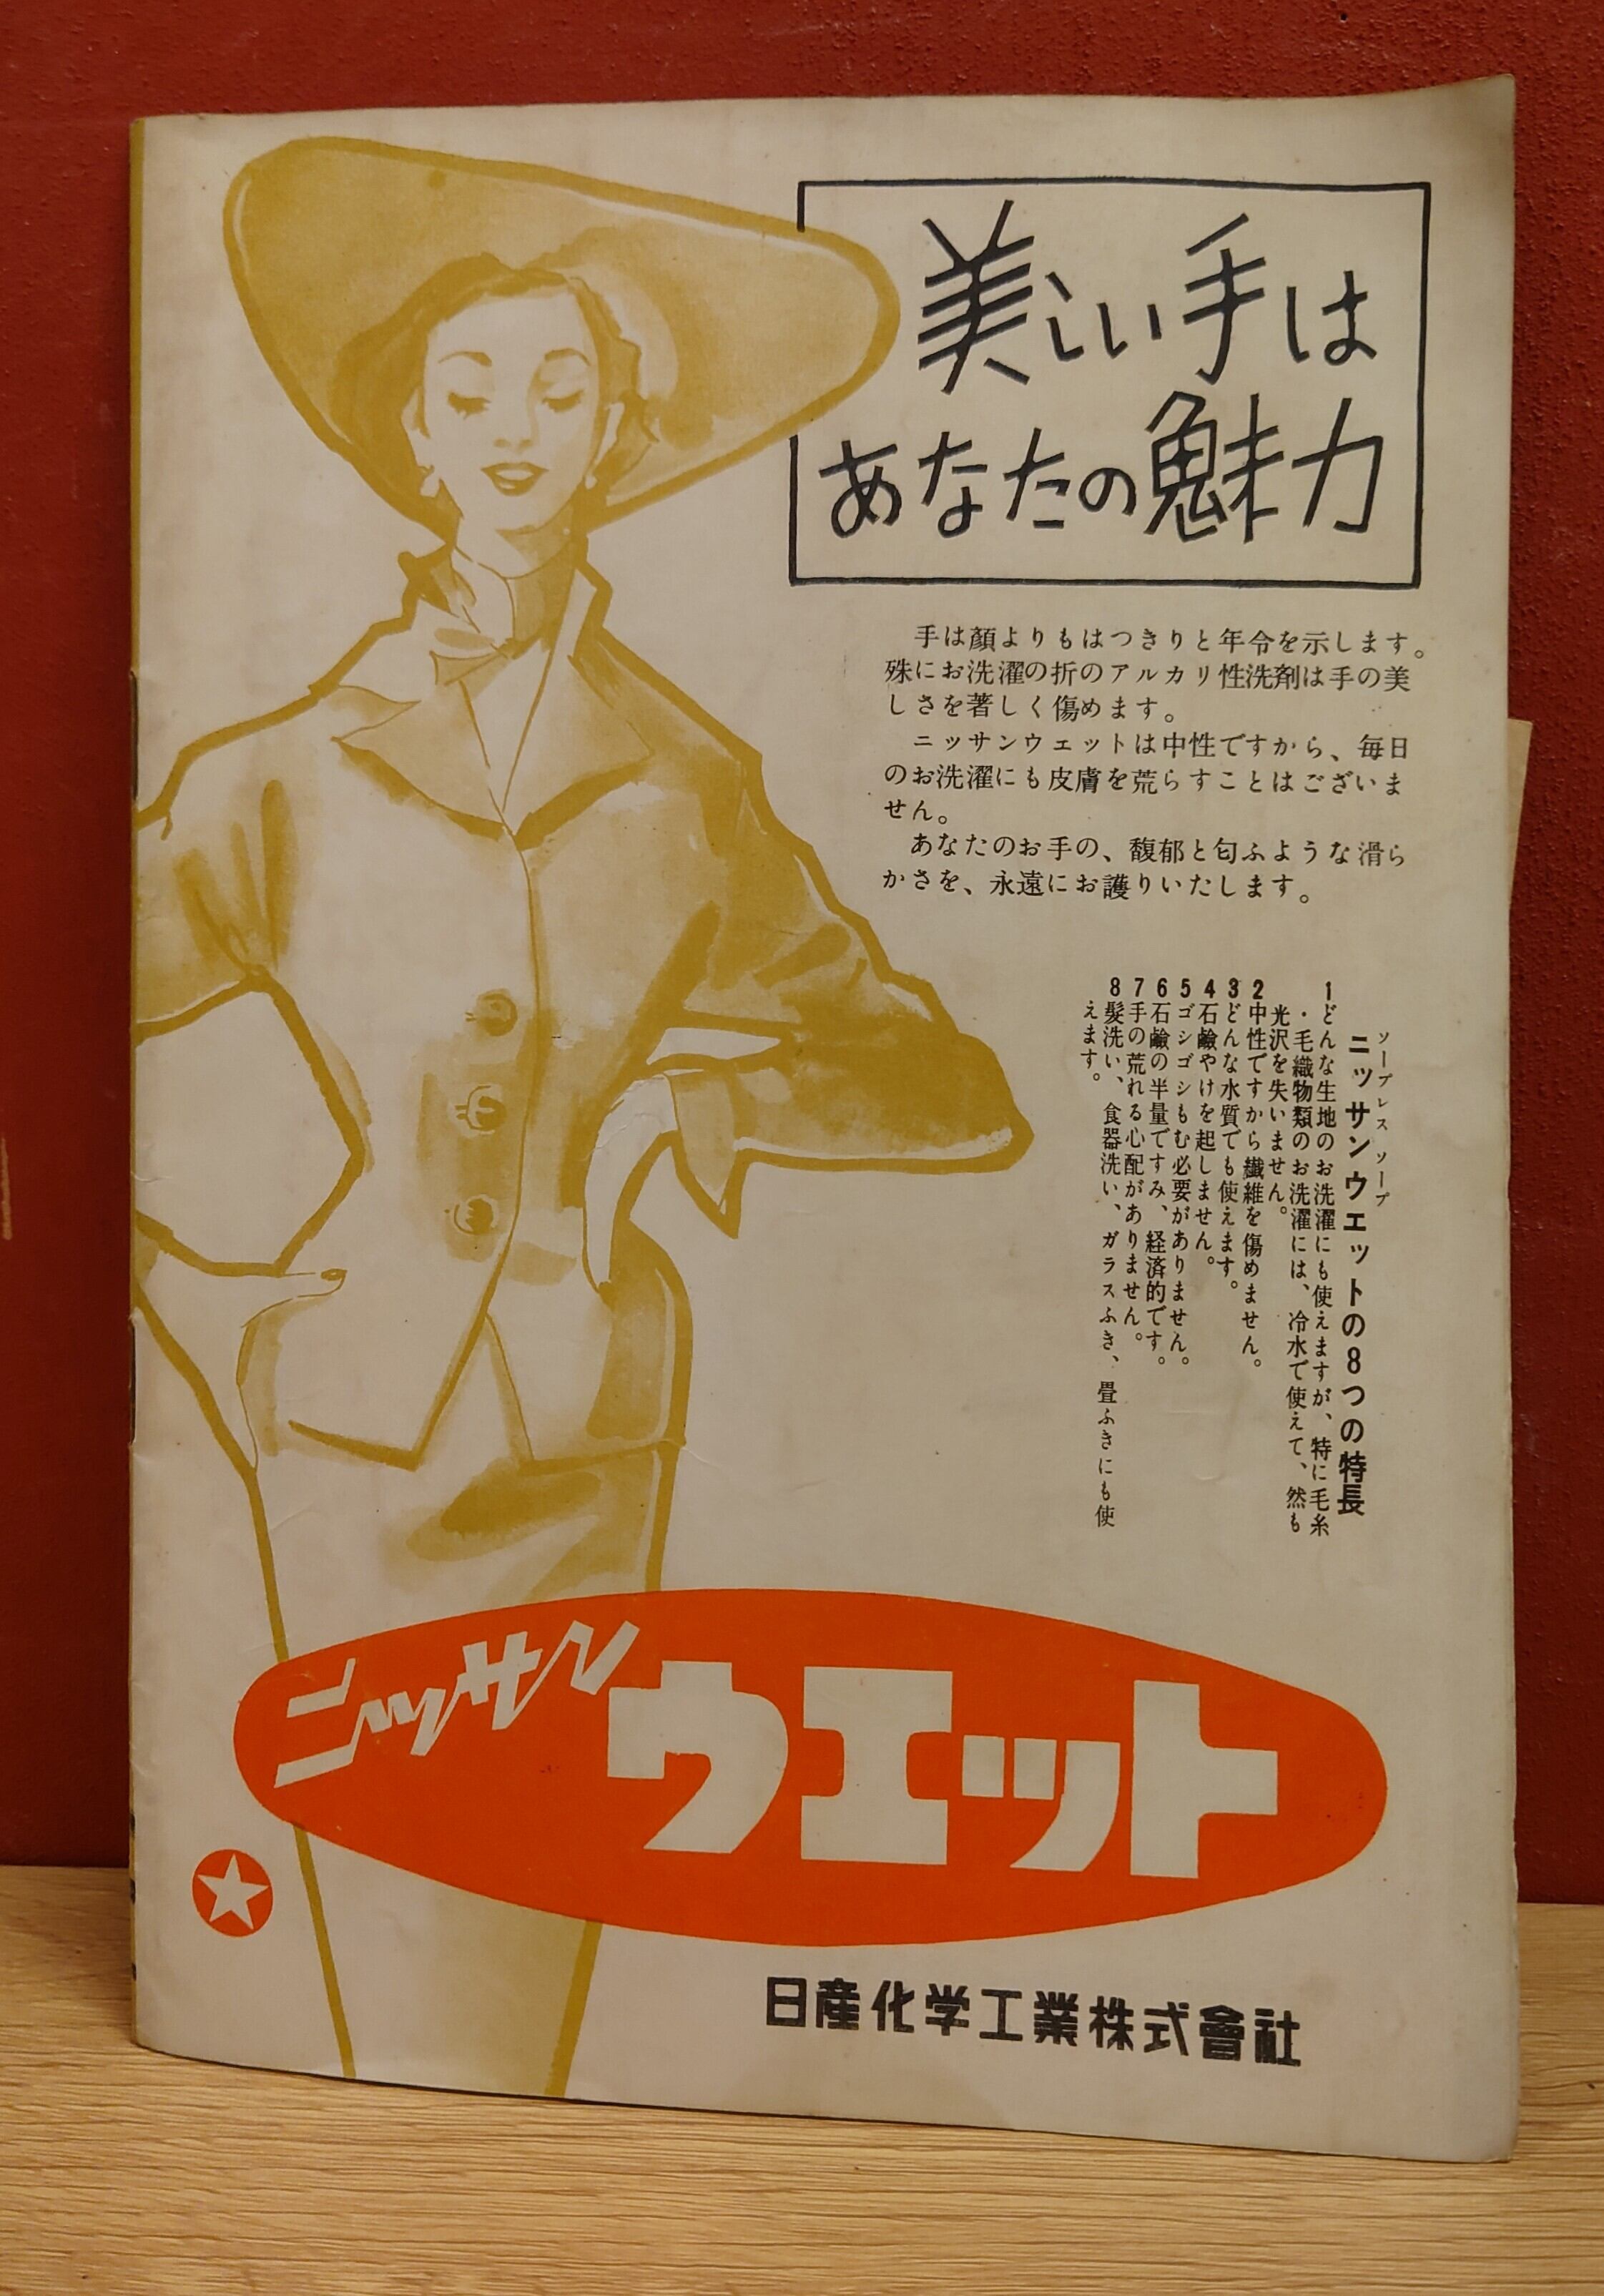 美しい手は
あなたの魅力
手は顔よりもはつきりと年令を示します。
殊にお洗濯の折のアルカリ性洗剤は手の美
しさを著しく傷めます。
ニッサンウェットは中性ですから、毎日
のお洗濯にも皮膚を荒らすことはございま
せん。
あなたのお手の、馥郁と匂ふような滑ら
かさを、永遠にお護りいたします。
ソープレス ソープ
ニッサンウエットの8つの特長
1どんな生地のお洗濯にも使えますが、特に毛糸
・毛織物類のお洗濯には、冷水で使えて、然も
光沢を失いません。
2中性ですから繊維を傷めません。
3どんな水質でも使えます。
4石鹸やけを起しません。
5ゴシゴシもむ必要がありません。
6石鹸の半量ですみ、経済的です。
7手の荒れる心配がありません。
8髪洗い、食器洗い、ガラスふき、畳ふきにも使
えます。
ニッサン
ウエット
日産化学工業株式會社